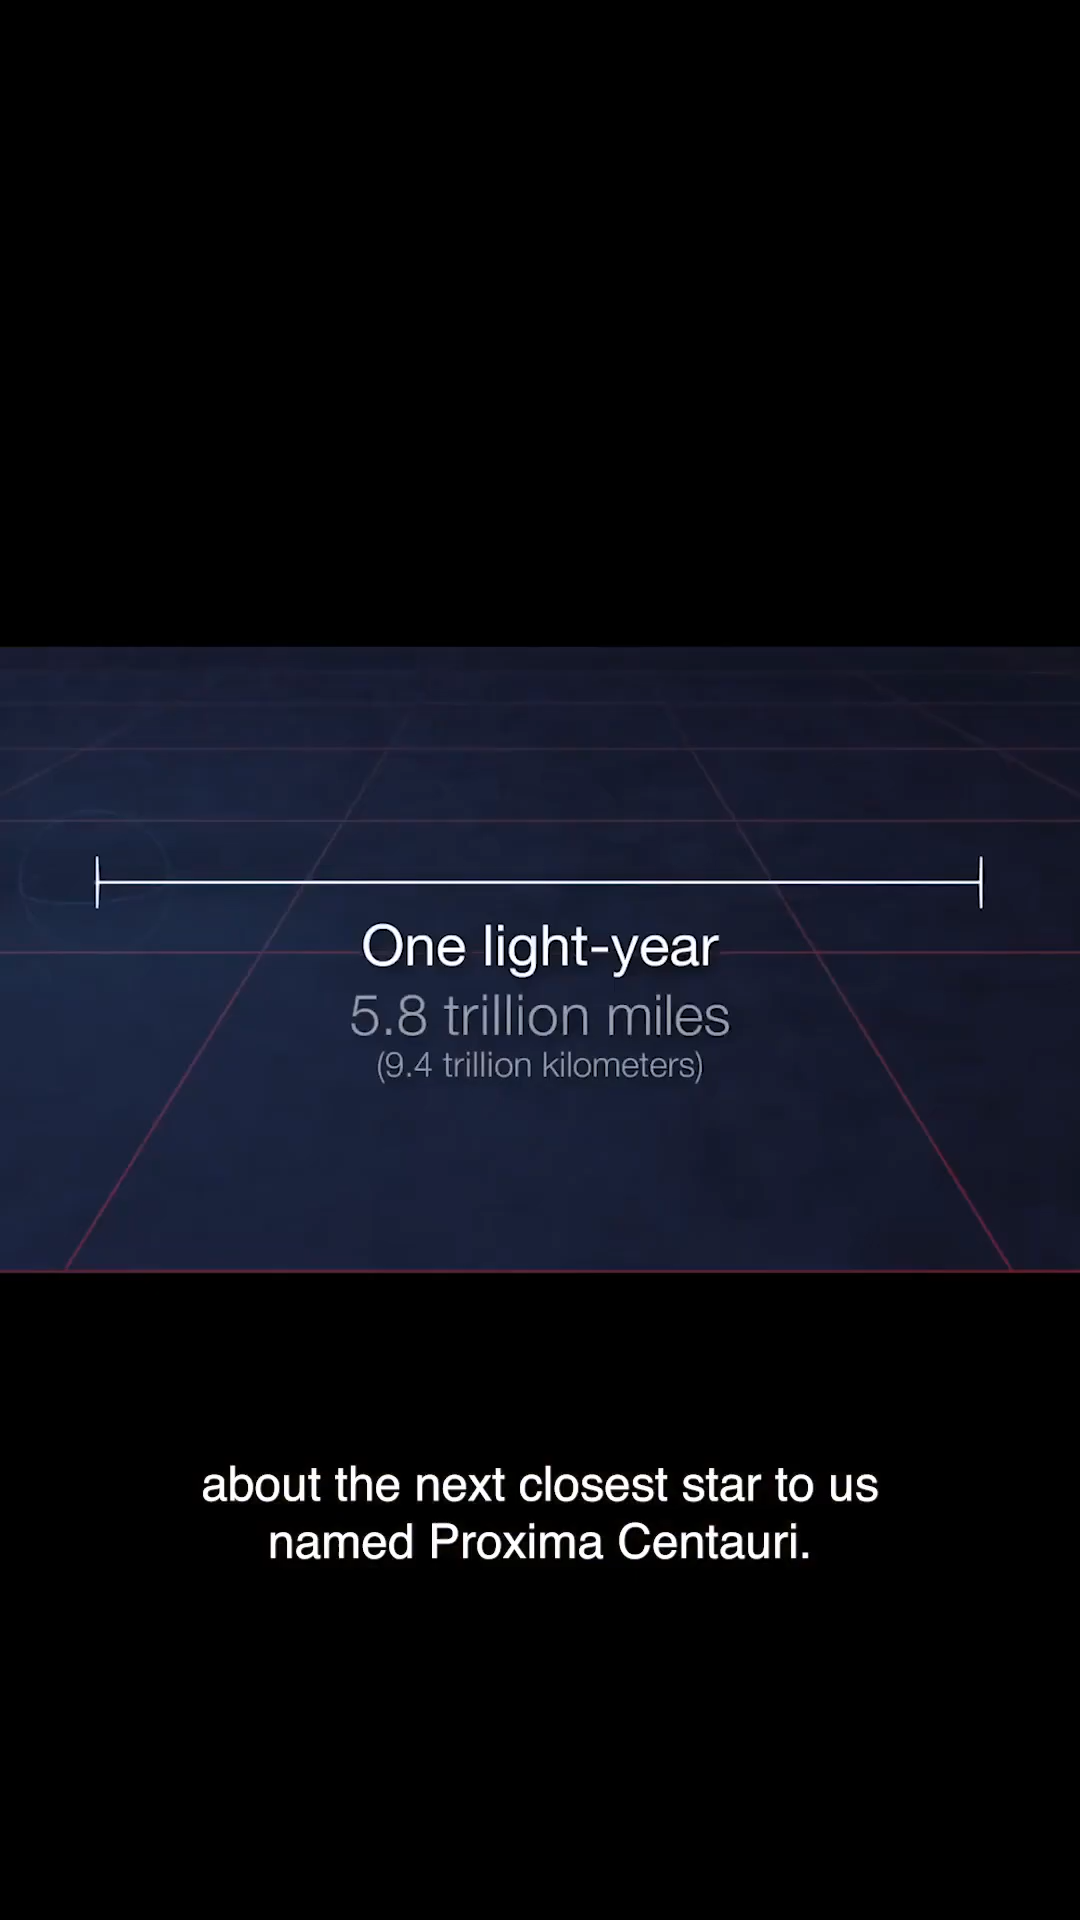 One light-year
5.8 trillion miles
(9.4 trillion kilometers)
about the next closest star to us
named Proxima Centauri.